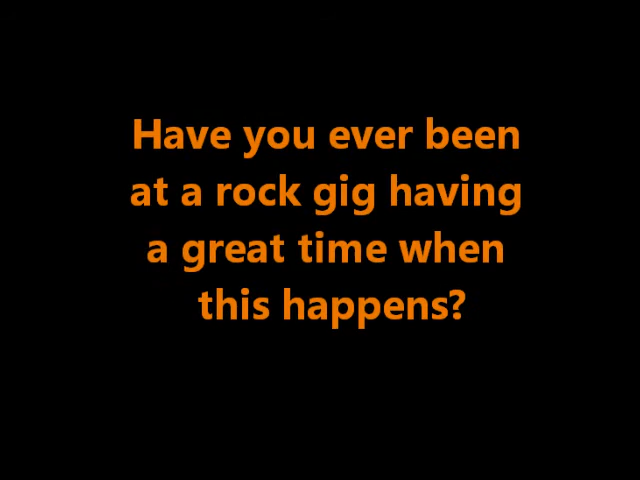 Have you ever been
at a rock gig having
a great time when
this happens?